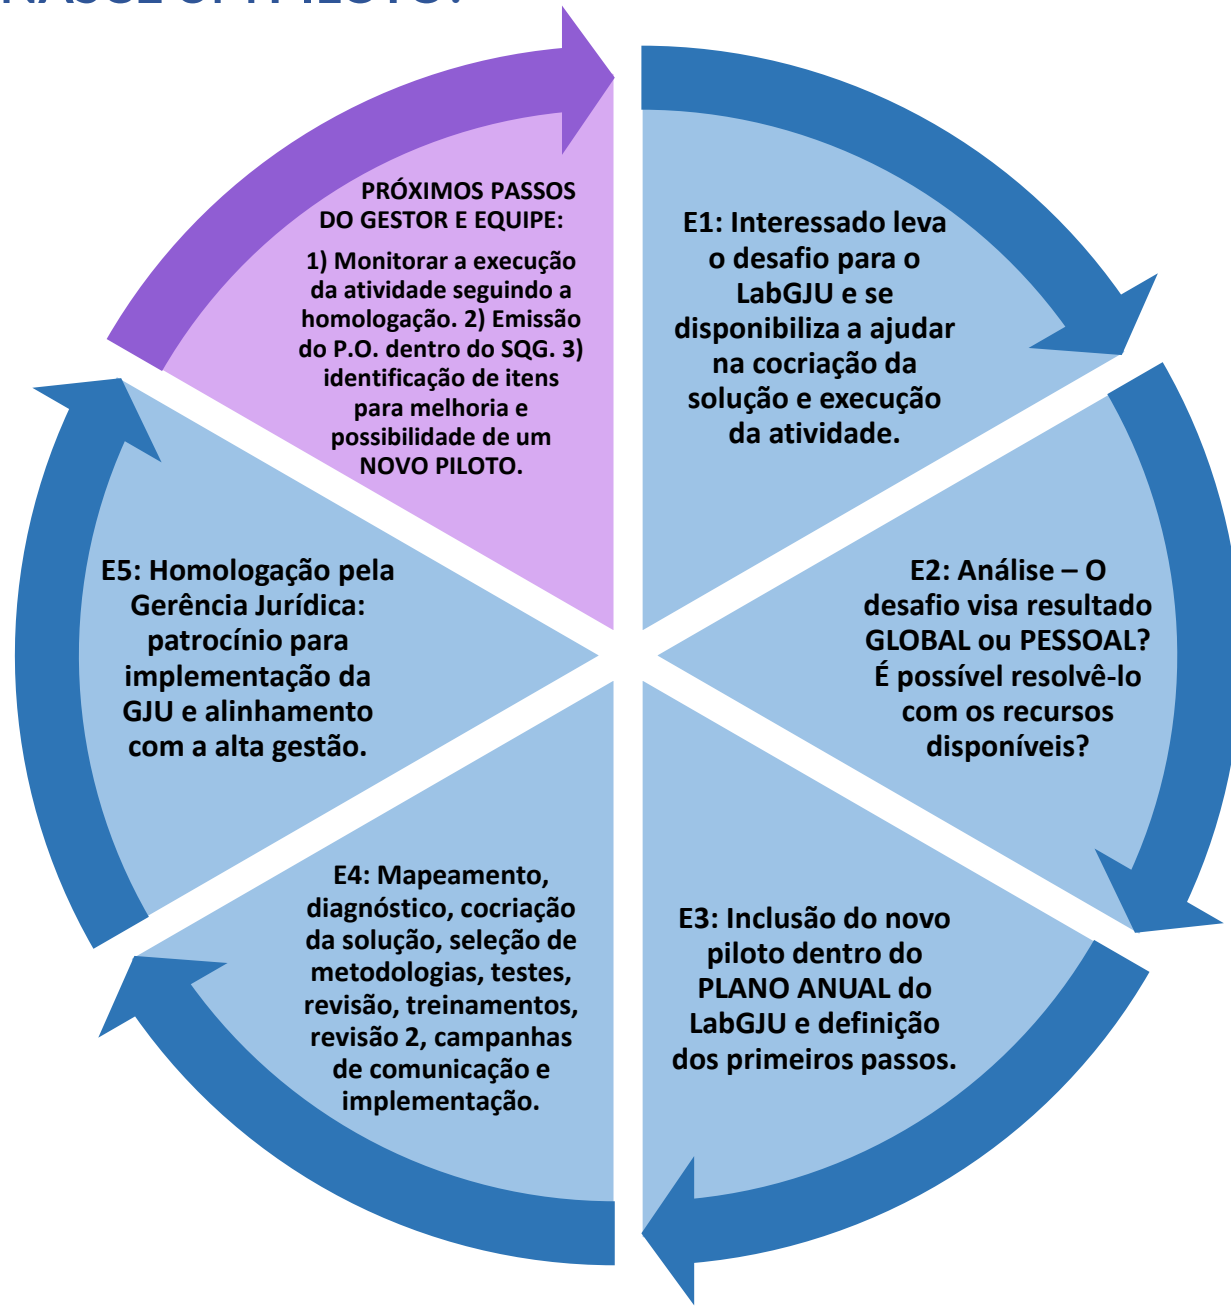 PRÓXIMOS PASSOS
DO GESTOR E EQUIPE:
1) Monitorar a execução
da atividade seguindo a
homologação. 2) Emissão
do P.O. dentro do SQG. 3)
identificação de itens
para melhoria e
possibilidade de um
NOVO PILOTO.
E1: Interessado leva
o desafio para o
LabGJU e se
disponibiliza a ajudar
na cocriação da
solução e execução
da atividade.
E2: Análise – O
desafio visa resultado
GLOBAL ou PESSOAL?
É possível resolvê-lo
com os recursos
disponíveis?
E3: Inclusão do novo
piloto dentro do
PLANO ANUAL do
LabGJU e definição
dos primeiros passos.
E4: Mapeamento,
diagnóstico, cocriação
da solução, seleção de
metodologias, testes,
revisão, treinamentos,
revisão 2, campanhas
de comunicação e
implementação.
E5: Homologação pela
Gerência Jurídica:
patrocínio para
implementação da
GJU e alinhamento
com a alta gestão.